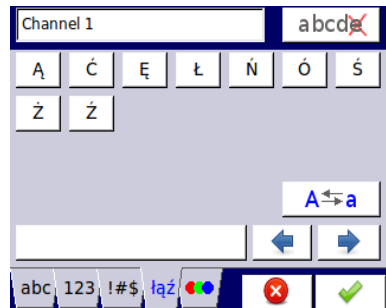 Channel 1 abcde
Ą Ć Ę Ł Ń Ó Ś
Ż Ź
A a
abc 123 !#$ łąź